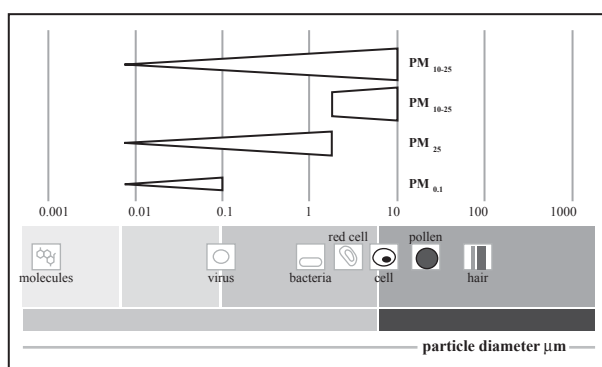 PM 10-25
PM 10-25
PM 25
PM 0.1
0.001 0.01 0.1 1 10 100 1000
red cell pollen
molecules virus bacteria cell hair
particle diameter μm